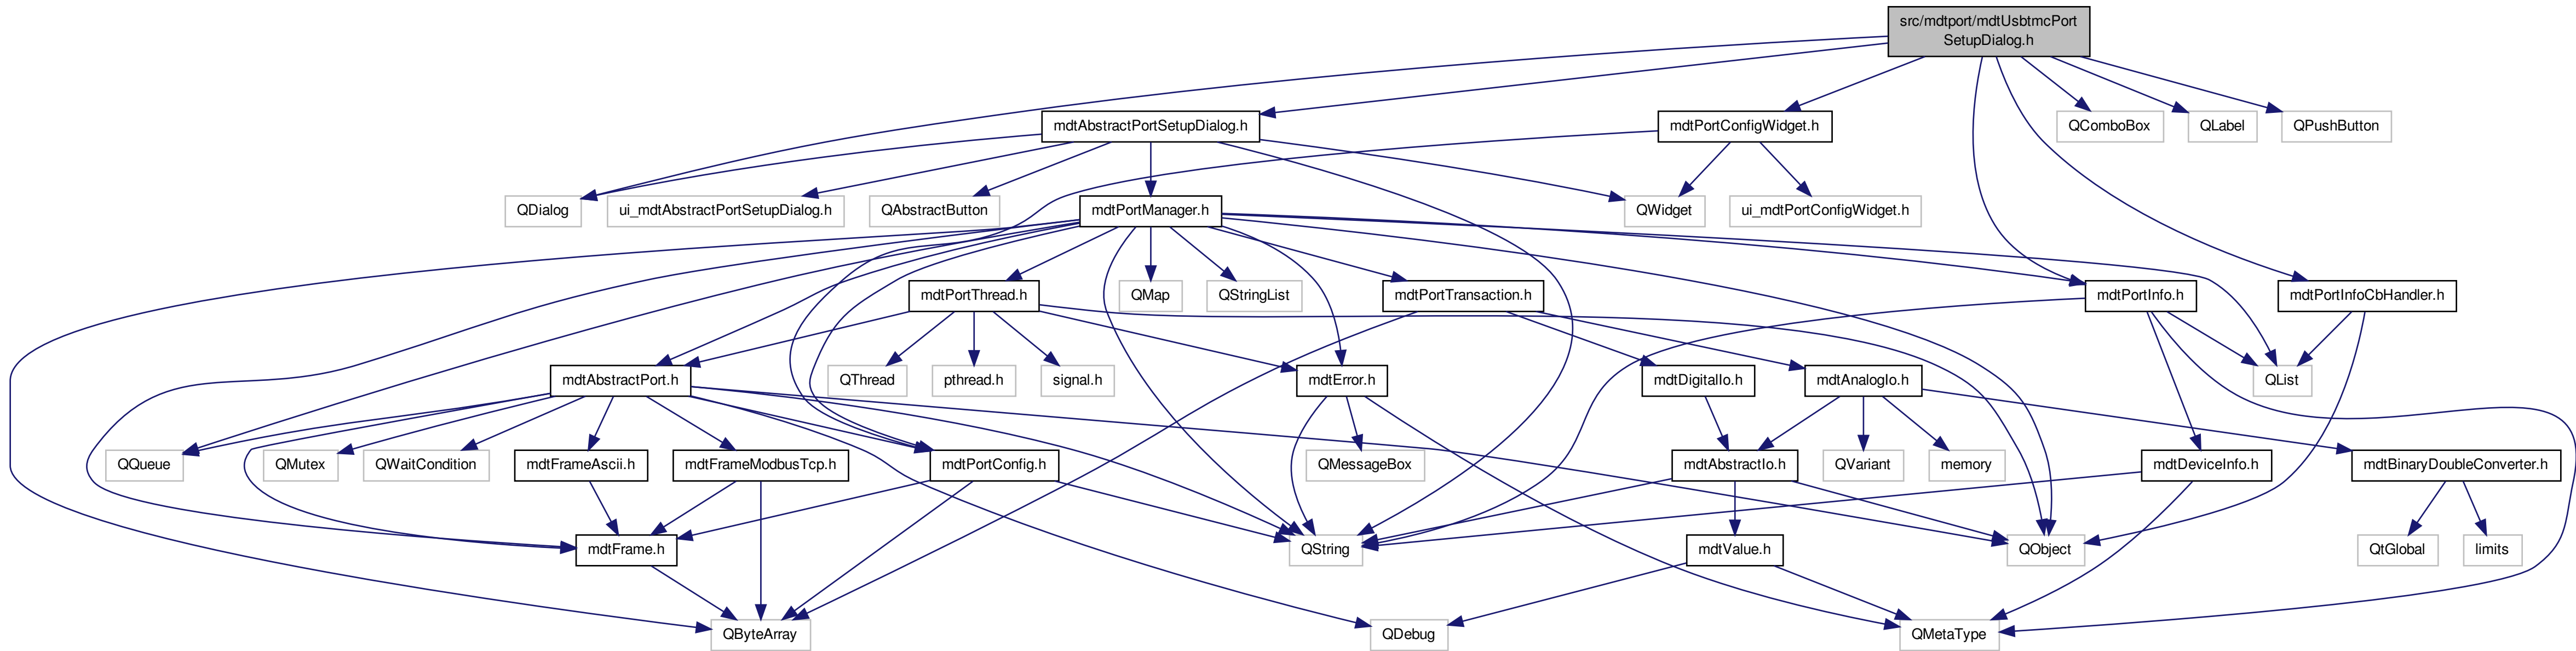 src/mdtport/mdtUsbtmcPort
SetupDialog.h
mdtAbstractPortSetupDialog.h
mdtPortConfigWidget.h
QComboBox
QLabel
QPushButton
QDialog
ui_mdtAbstractPortSetupDialog.h
QAbstractButton
mdtPortManager.h
QWidget
ui_mdtPortConfigWidget.h
mdtPortThread.h
QMap
QStringList
mdtPortTransaction.h
mdtPortInfo.h
mdtPortInfoCbHandler.h
mdtAbstractPort.h
QThread
pthread.h
signal.h
mdtError.h
mdtDigitalIo.h
mdtAnalogIo.h
QList
QQueue
QMutex
QWaitCondition
mdtFrameAscii.h
mdtFrameModbusTcp.h
mdtPortConfig.h
QMessageBox
mdtAbstractIo.h
QVariant
memory
mdtDeviceInfo.h
mdtBinaryDoubleConverter.h
mdtFrame.h
QString
mdtValue.h
QObject
QtGlobal
limits
QByteArray
QDebug
QMetaType